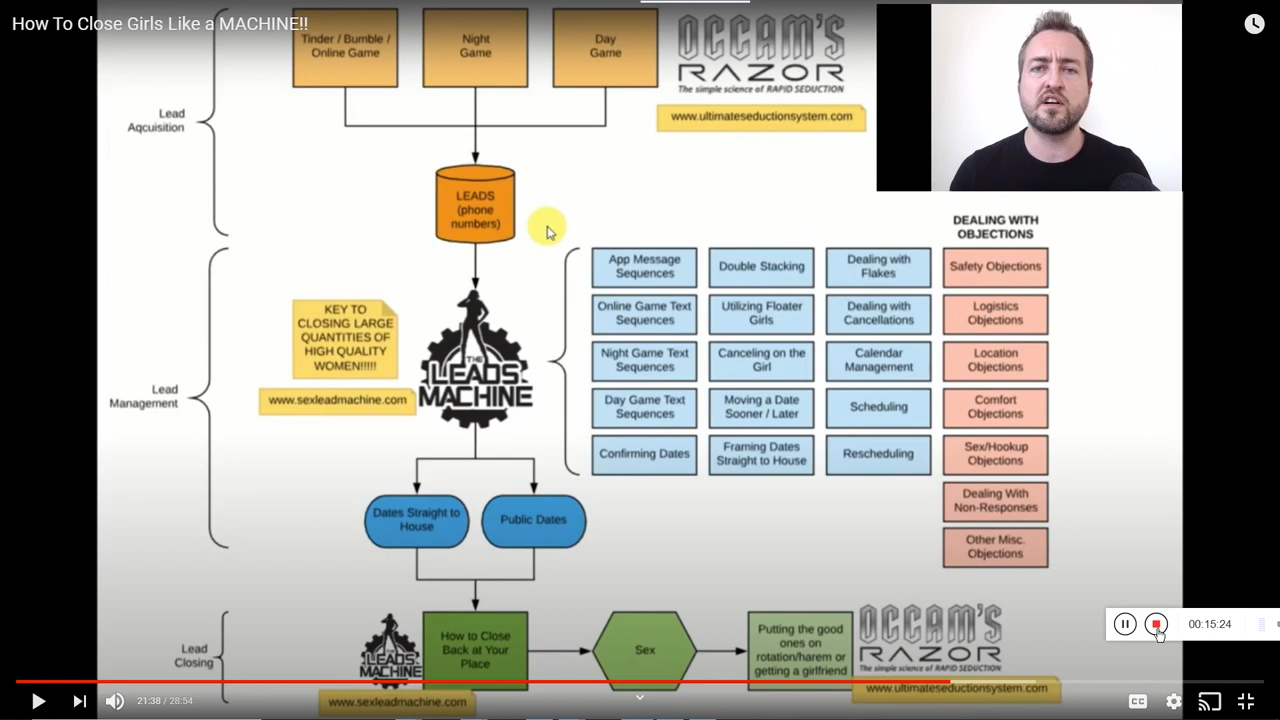 How To Close Girls Like a MACHINE!!
Tinder / Bumble /
Online Game
Night
Game
Day
Game
OCCAM'S
RAZOR
The simple science of RAPID SEDUCTION
www.ultimateseductionsystem.com
Lead
Aqcuisition
LEADS
(phone
numbers)
DEALING WITH
OBJECTIONS
App Message
Sequences
Double Stacking
Dealing with
Flakes
Safety Objections
Online Game Text
Sequences
Utilizing Floater
Girls
Dealing with
Cancellations
Logistics
Objections
KEY TO
CLOSING LARGE
QUANTITIES OF
HIGH QUALITY
WOMEN!!!!!
THE
LEADS
MACHINE
Night Game Text
Sequences
Canceling on the
Girl
Calendar
Management
Location
Objections
Lead
Management
www.sexleadmachine.com
Day Game Text
Sequences
Moving a Date
Sooner / Later
Scheduling
Comfort
Objections
Confirming Dates
Framing Dates
Straight to House
Rescheduling
Sex/Hookup
Objections
Dealing With
Non-Responses
Other Misc.
Objections
Dates Straight to
House
Public Dates
Lead
Closing
THE
LEADS
MACHINE
How to Close
Back at Your
Place
Sex
Putting the good
ones on
rotation/harem or
getting a girlfriend
OCCAM'S
RAZOR
The simple science of RAPID SEDUCTION
www.ultimateseductionsystem.com
www.sexleadmachine.com
00:15:24
21:38 / 28:54
CC